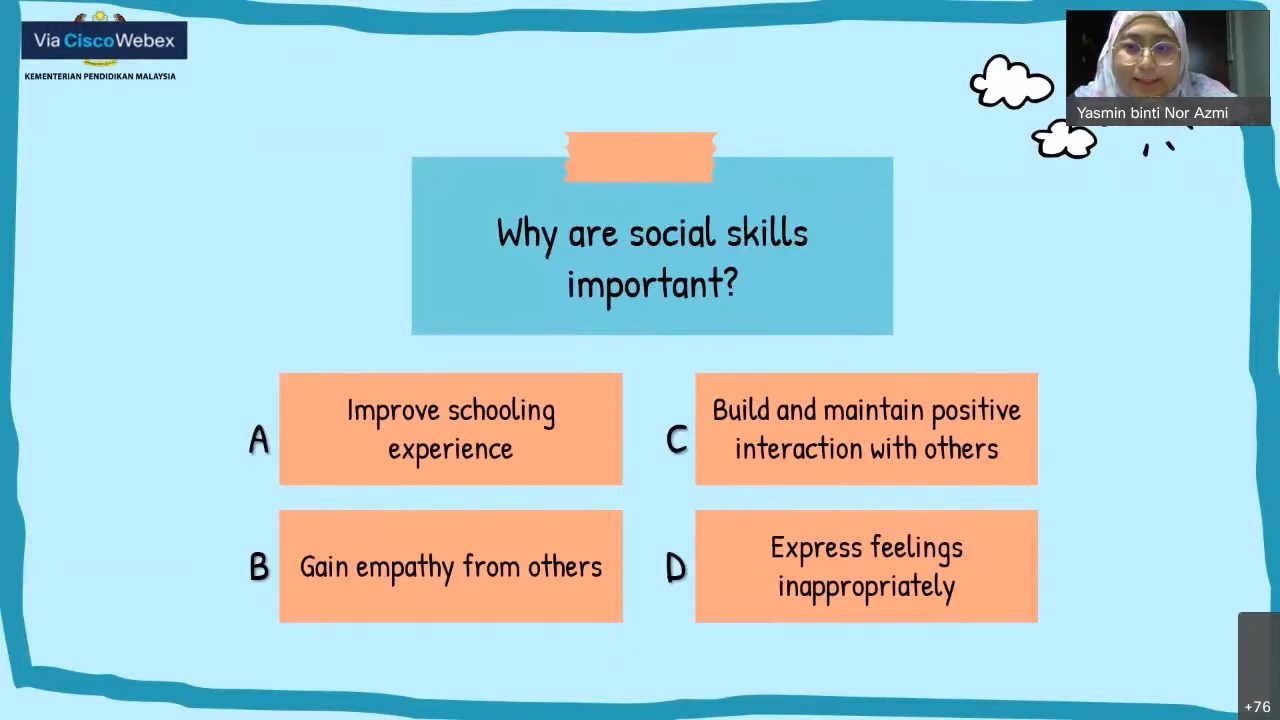 Via Cisco Webex
KEMENTERIAN PENDIDIKAN MALAYSIA
Yasmin binti Nor Azmi
Why are social skills
important?
A
Improve schooling
experience
B
Gain empathy from others
C
Build and maintain positive
interaction with others
D
Express feelings
inappropriately
+76